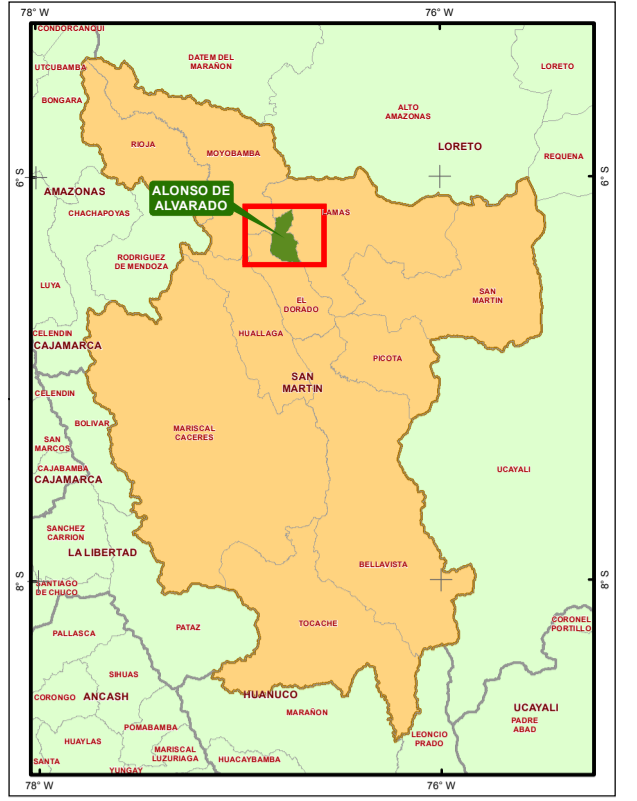 78° W
76° W
CONDORCANQUI
DATEM DEL
MARAÑON
UTCUBAMBA
LORETO
BONGARA
ALTO
AMAZONAS
RIOJA
MOYOBAMBA
LORETO
REQUENA
6° S
6° S
AMAZONAS
ALONSO DE
ALVARADO
CHACHAPOYAS
LAMAS
RODRIGUEZ
DE MENDOZA
LUYA
SAN
MARTIN
EL
DORADO
CELENDIN
HUALLAGA
CAJAMARCA
PICOTA
SAN
MARTIN
CELENDIN
BOLIVAR
MARISCAL
CACERES
SAN
MARCOS
CAJABAMBA
UCAYALI
CAJAMARCA
SANCHEZ
CARRION
LA LIBERTAD
BELLAVISTA
8° S
8° S
SANTIAGO
DE CHUCO
CORONEL
PORTILLO
TOCACHE
PATAZ
PALLASCA
SIHUAS
CORONGO
ANCASH
HUANUCO
MARAÑON
UCAYALI
PADRE
ABAD
POMABAMBA
LEONCIO
PRADO
HUAYLAS
MARISCAL
LUZURIAGA
HUACAYBAMBA
SANTA
YUNGAY
78° W
76° W